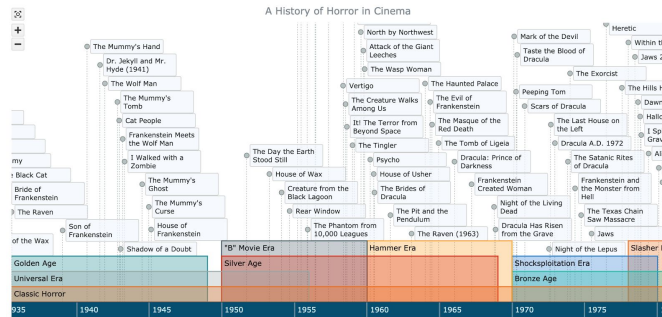 A History of Horror in Cinema
The Mummy's Hand
Dr. Jekyll and Mr.
Hyde (1941)
The Wolf Man
The Mummy's
Tomb
Cat People
Frankenstein Meets
the Wolf Man
I Walked with a
Zombie
The Mummy's
Ghost
The Mummy's
Curse
House of
Frankenstein
Shadow of a Doubt
my
Black Cat
Bride of
Frankenstein
The Raven
of the Wax
Son of
Frankenstein
The Day the Earth
Stood Still
House of Wax
Creature from the
Black Lagoon
Rear Window
The Phantom from
10,000 Leagues
North by Northwest
Attack of the Giant
Leeches
The Wasp Woman
Vertigo
The Creature Walks
Among Us
It! The Terror from
Beyond Space
The Tingler
Psycho
House of Usher
The Brides of
Dracula
The Pit and the
Pendulum
The Raven (1963)
The Haunted Palace
The Evil of
Frankenstein
The Masque of the
Red Death
The Tomb of Ligeia
Dracula: Prince of
Darkness
Frankenstein
Created Woman
Night of the Living
Dead
Dracula Has Risen
from the Grave
Mark of the Devil
Taste the Blood of
Dracula
The Exorcist
Peeping Tom
Scars of Dracula
The Last House on
the Left
Dracula A.D. 1972
The Satanic Rites
of Dracula
Frankenstein and
the Monster from
Hell
The Texas Chain
Saw Massacre
Jaws
Night of the Lepus
Heretic
Within th
Jaws 2
The Hills H
Dawn
Hallo
I Sp
Grav
Al
"B" Movie Era
Hammer Era
Slasher
Golden Age
Silver Age
Shocksploitation Era
Universal Era
Bronze Age
Classic Horror
935
1940
1945
1950
1955
1960
1965
1970
1975